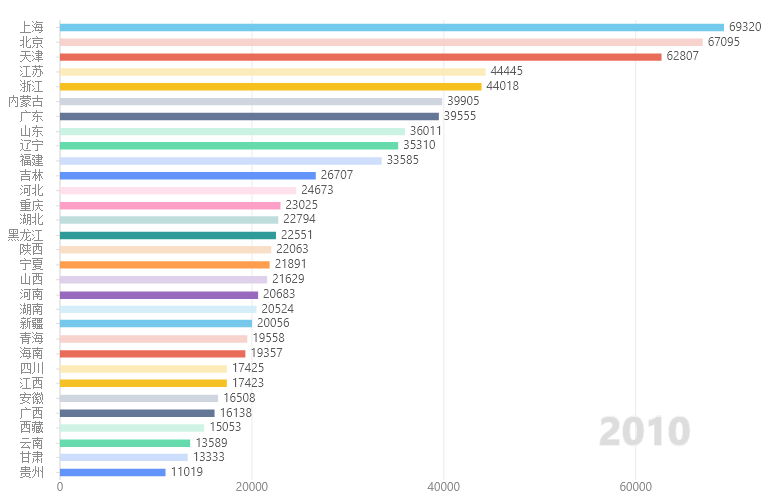 上海 69320
北京 67095
天津 62807
江苏 44445
浙江 44018
内蒙古 39905
广东 39555
山东 36011
辽宁 35310
福建 33585
吉林 26707
河北 24673
重庆 23025
湖北 22794
黑龙江 22551
陕西 22063
宁夏 21891
山西 21629
河南 20683
湖南 20524
新疆 20056
青海 19558
海南 19357
四川 17425
江西 17423
安徽 16508
广西 16138
西藏 15053
云南 13589
甘肃 13333
贵州 11019
2010
0 20000 40000 60000